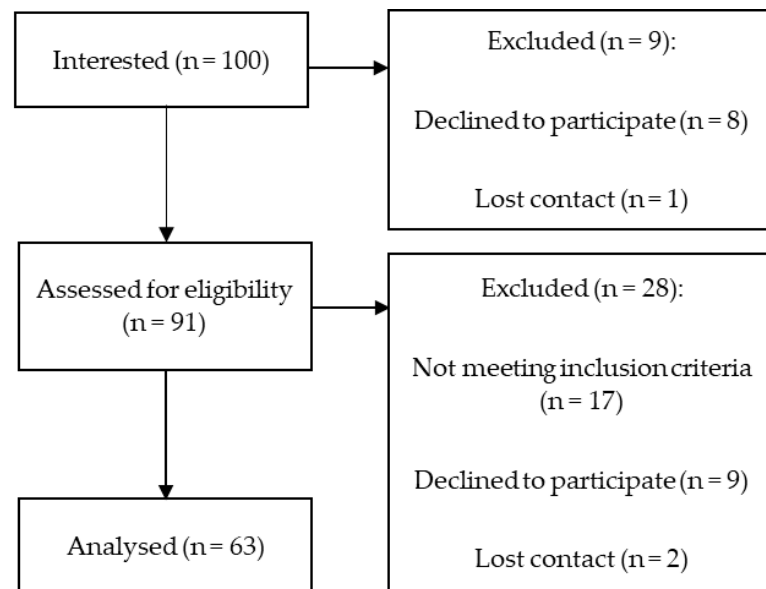 Interested (n = 100)
Excluded (n = 9):
Declined to participate (n = 8)
Lost contact (n = 1)
Assessed for eligibility
(n = 91)
Excluded (n = 28):
Not meeting inclusion criteria
(n = 17)
Declined to participate (n = 9)
Lost contact (n = 2)
Analysed (n = 63)